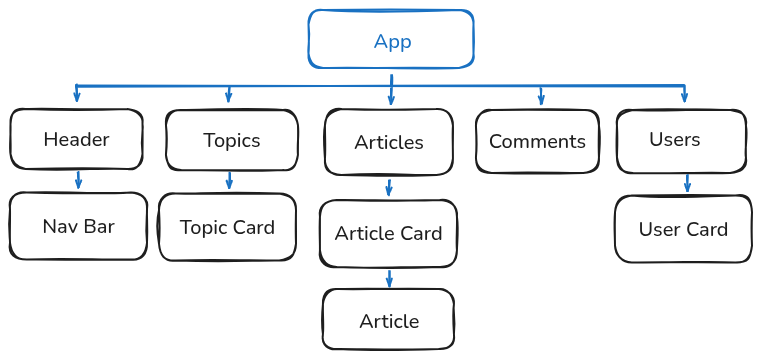 App
Header
Topics
Articles
Comments
Users
Nav Bar
Topic Card
Article Card
User Card
Article